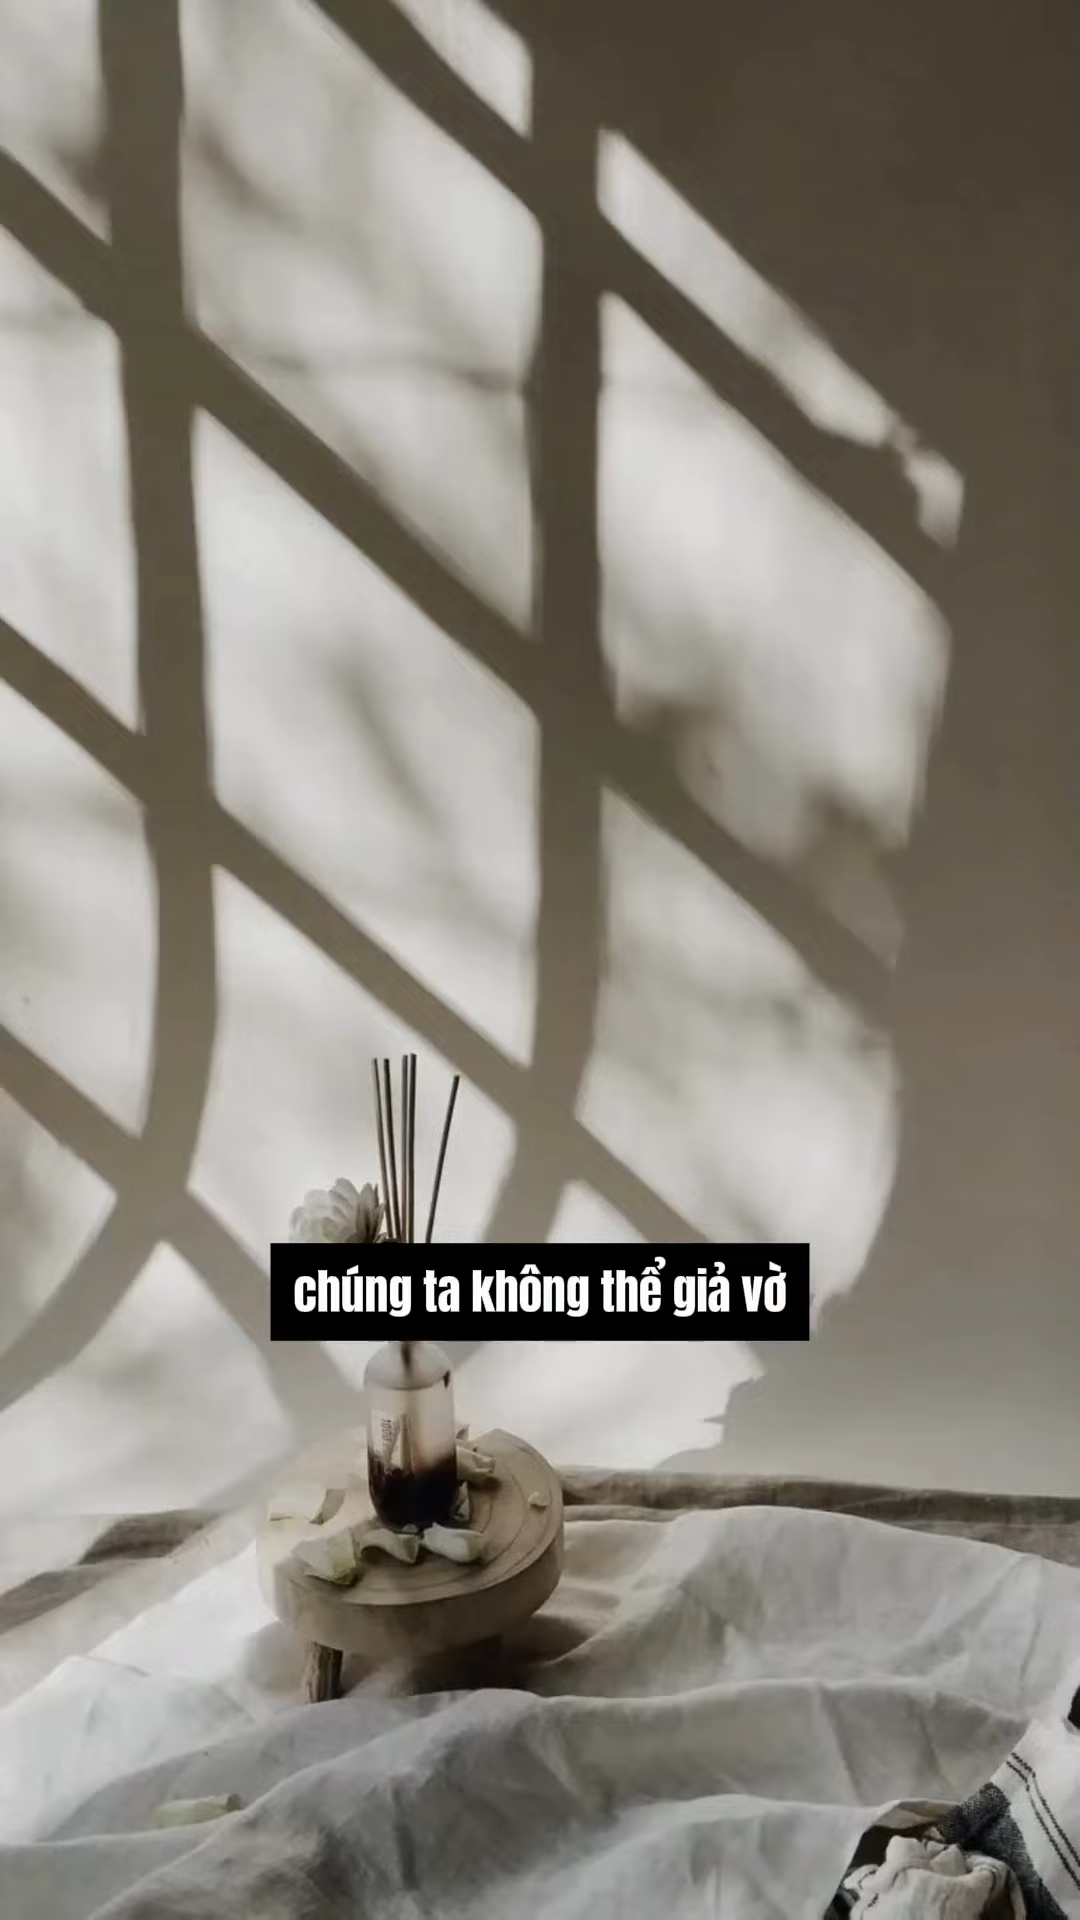 chúng ta không thể giả vờ